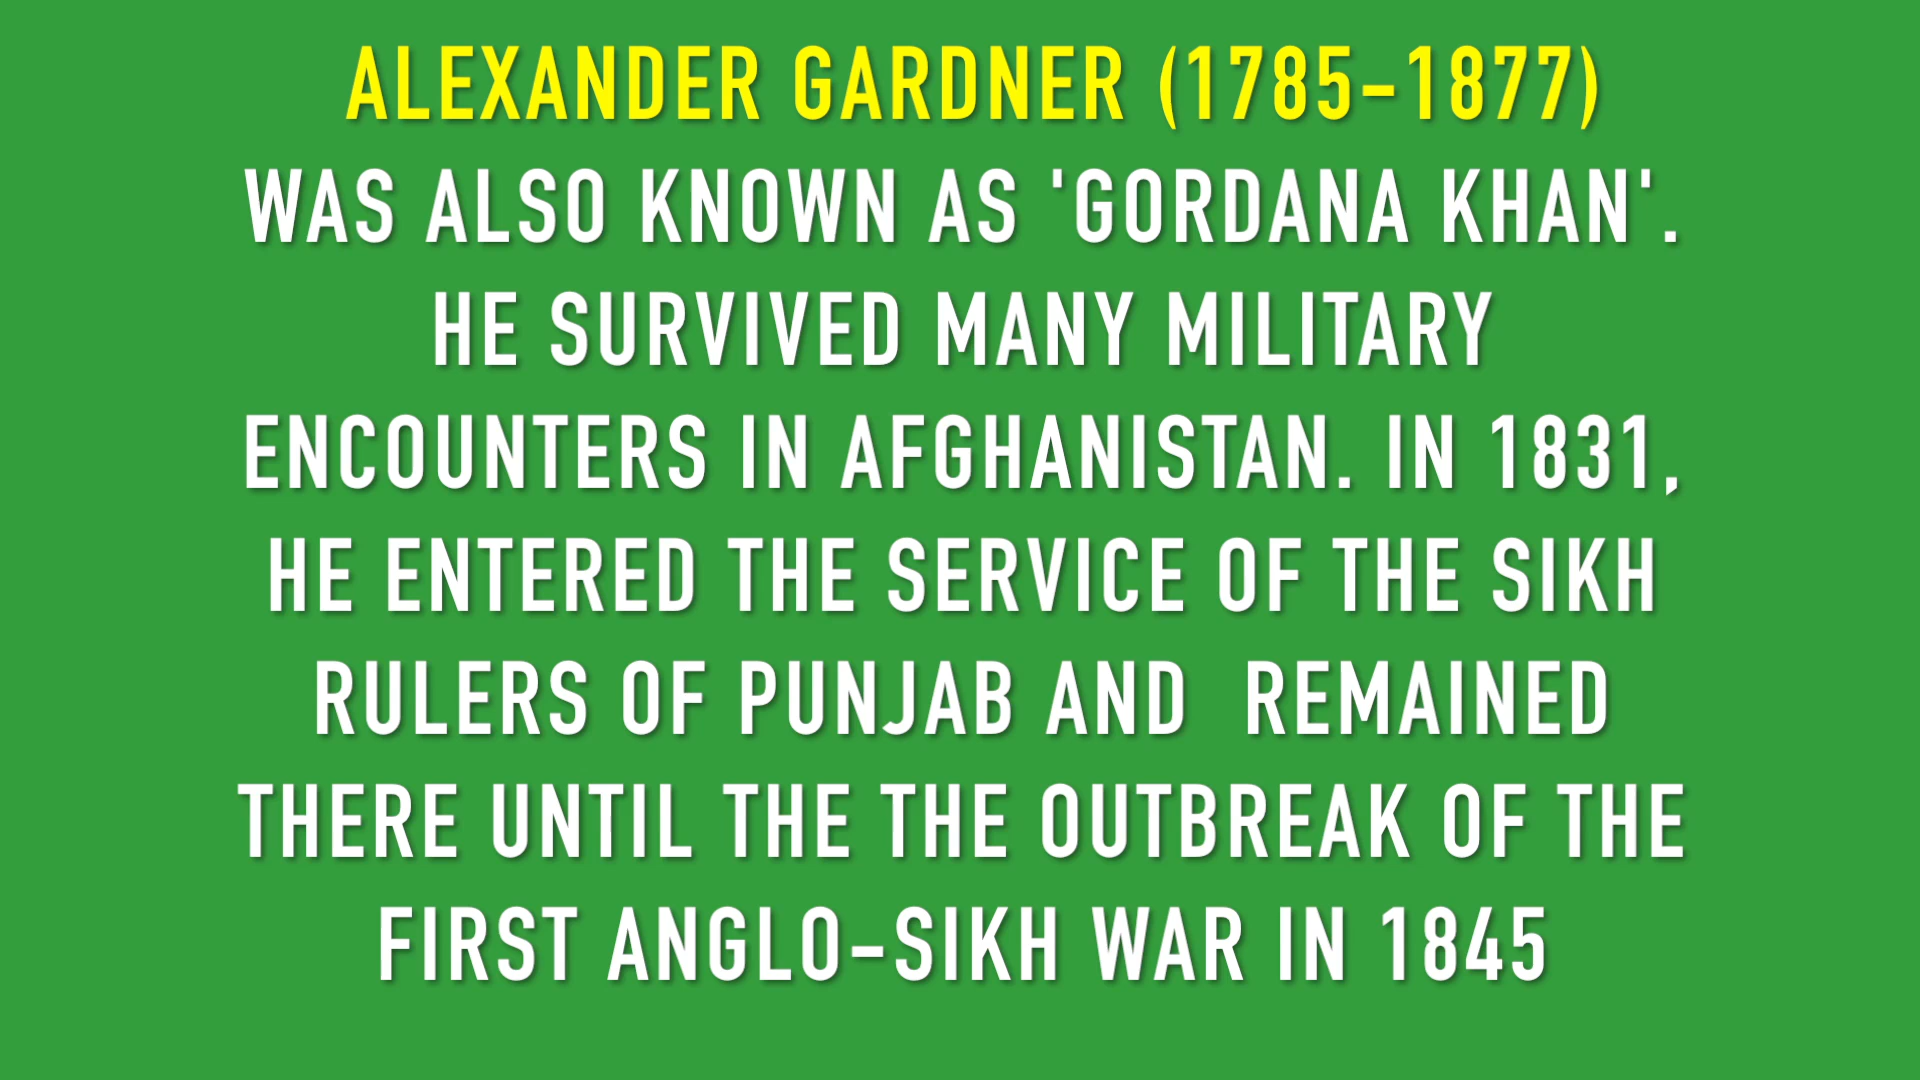 ALEXANDER GARDNER (1785-1877)
WAS ALSO KNOWN AS 'GORDANA KHAN'.
HE SURVIVED MANY MILITARY
ENCOUNTERS IN AFGHANISTAN. IN 1831,
HE ENTERED THE SERVICE OF THE SIKH
RULERS OF PUNJAB AND  REMAINED
THERE UNTIL THE THE OUTBREAK OF THE
FIRST ANGLO-SIKH WAR IN 1845